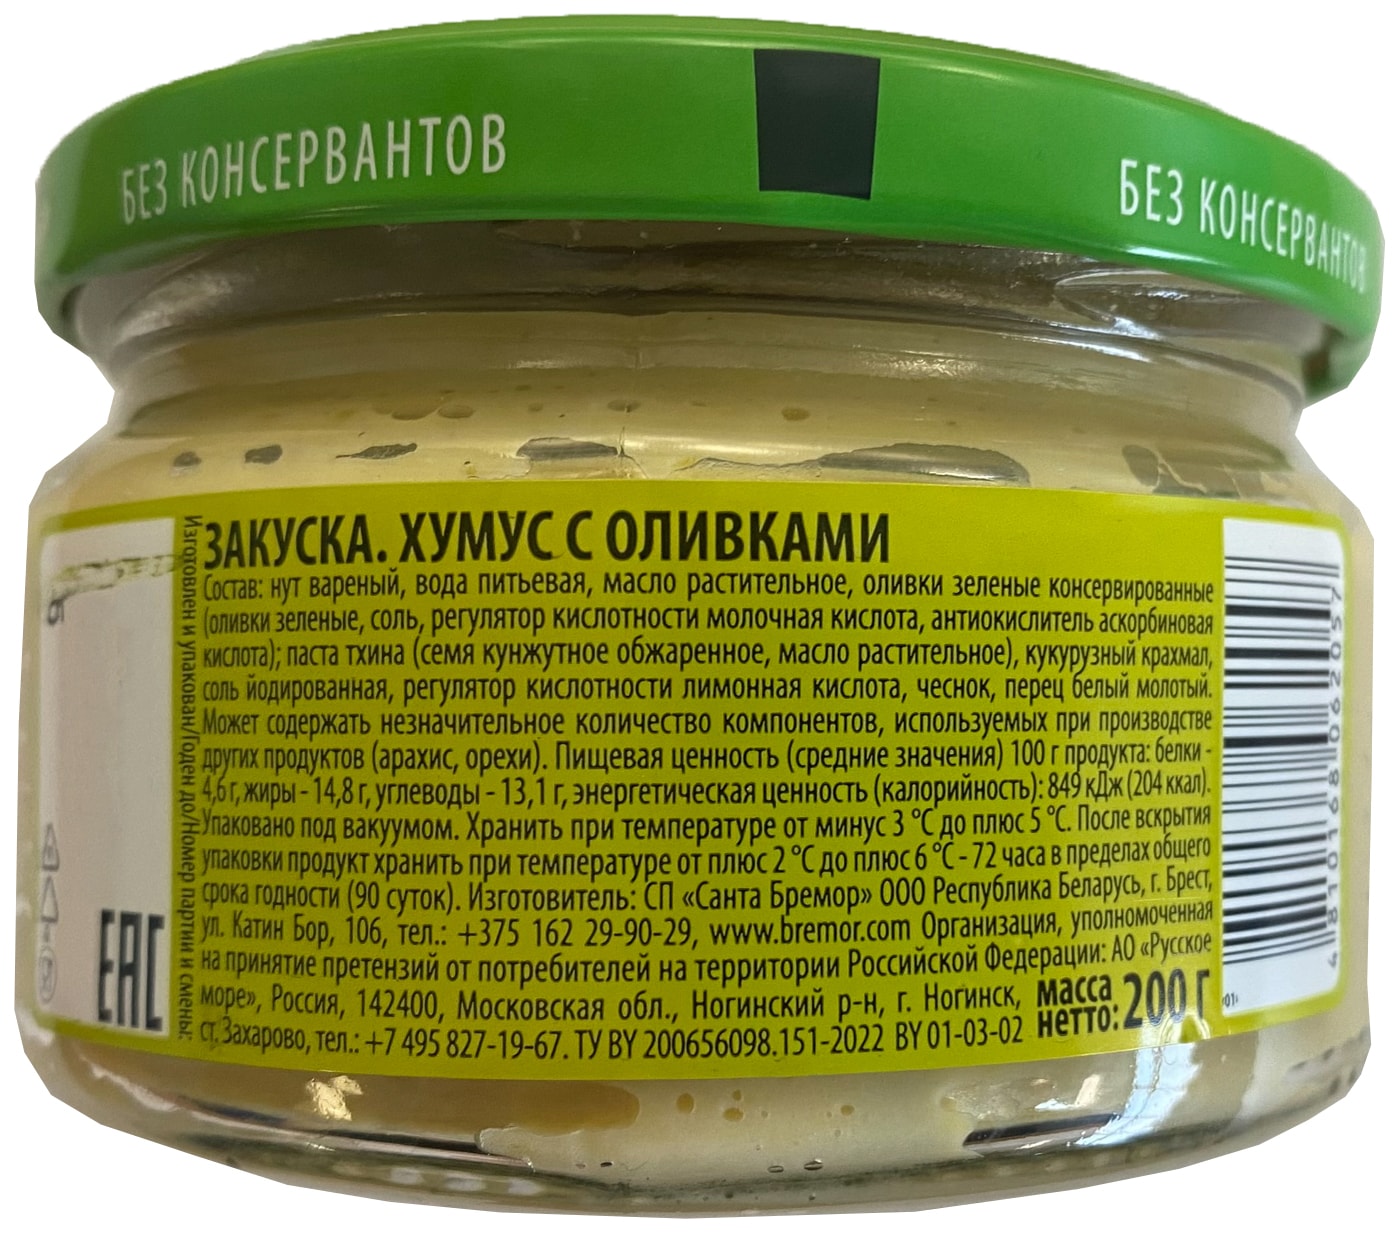 БЕЗ КОНСЕРВАНТОВ
БЕЗ КОНСЕРВАНТОВ
ЗАКУСКА. ХУМУС С ОЛИВКАМИ
Состав: нут вареный, вода питьевая, масло растительное, оливки зеленые консервированные
(оливки зеленые, соль, регулятор кислотности молочная кислота, антиокислитель аскорбиновая
кислота); паста тхина (семя кунжутное обжаренное, масло растительное), кукурузный крахмал,
соль йодированная, регулятор кислотности лимонная кислота, чеснок, перец белый молотый.
Может содержать незначительное количество компонентов, используемых при производстве
других продуктов (арахис, орехи). Пищевая ценность (средние значения) 100 г продукта: белки -
4,6 г, жиры - 14,8 г, углеводы - 13,1 г, энергетическая ценность (калорийность): 849 кДж (204 ккал).
Упаковано под вакуумом. Хранить при температуре от минус 3 °С до плюс 5 °С. После вскрытия
упаковки продукт хранить при температуре от плюс 2 °С до плюс 6 °С - 72 часа в пределах общего
срока годности (90 суток). Изготовитель: СП «Санта Бремор» ООО Республика Беларусь, г. Брест,
ул. Катин Бор, 106, тел.: +375 162 29-90-29, www.bremor.com Организация, уполномоченная
на принятие претензий от потребителей на территории Российской Федерации: АО «Русское
море», Россия, 142400, Московская обл., Ногинский р-н, г. Ногинск,
ст. Захарово, тел.: +7 495 827-19-67. ТУ BY 200656098.151-2022 BY 01-03-02
масса
нетто: 200 г
Изготовлен и упакован/Годен до/Номер партии и смены:
ЕАС
4 810168 062057